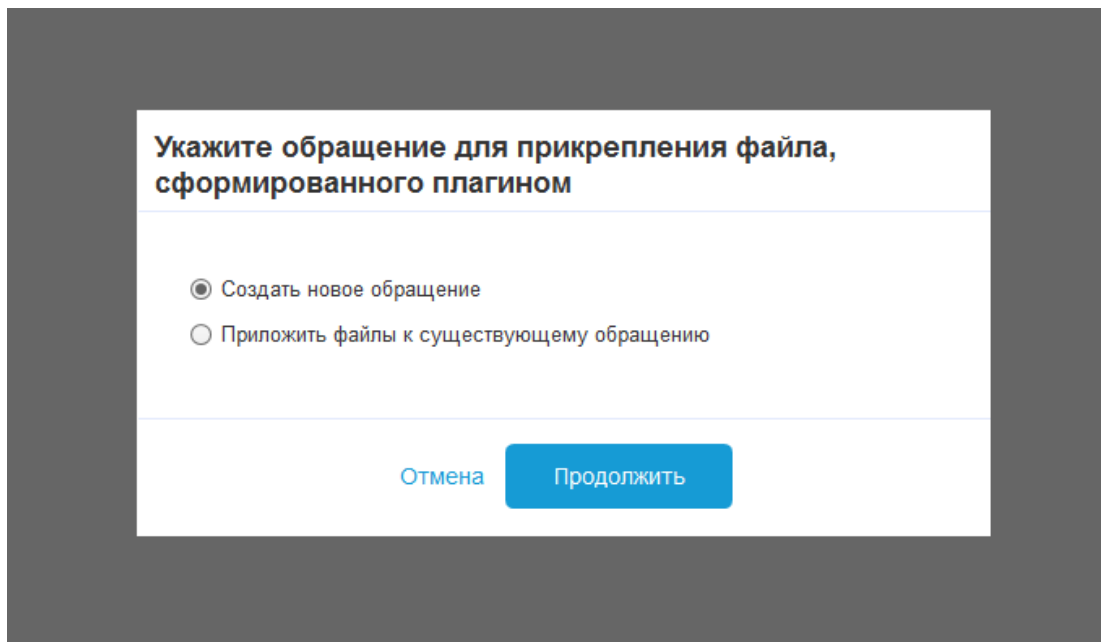 Укажите обращение для прикрепления файла,
сформированного плагином
Создать новое обращение
Приложить файлы к существующему обращению
Отмена Продолжить